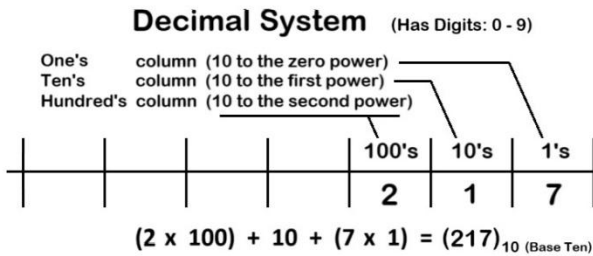 Decimal System (Has Digits: 0 - 9)
One's column (10 to the zero power)
Ten's column (10 to the first power)
Hundred's column (10 to the second power)
100's 10's 1's
2 1 7
(2 x 100) + 10 + (7 x 1) = (217)10 (Base Ten)